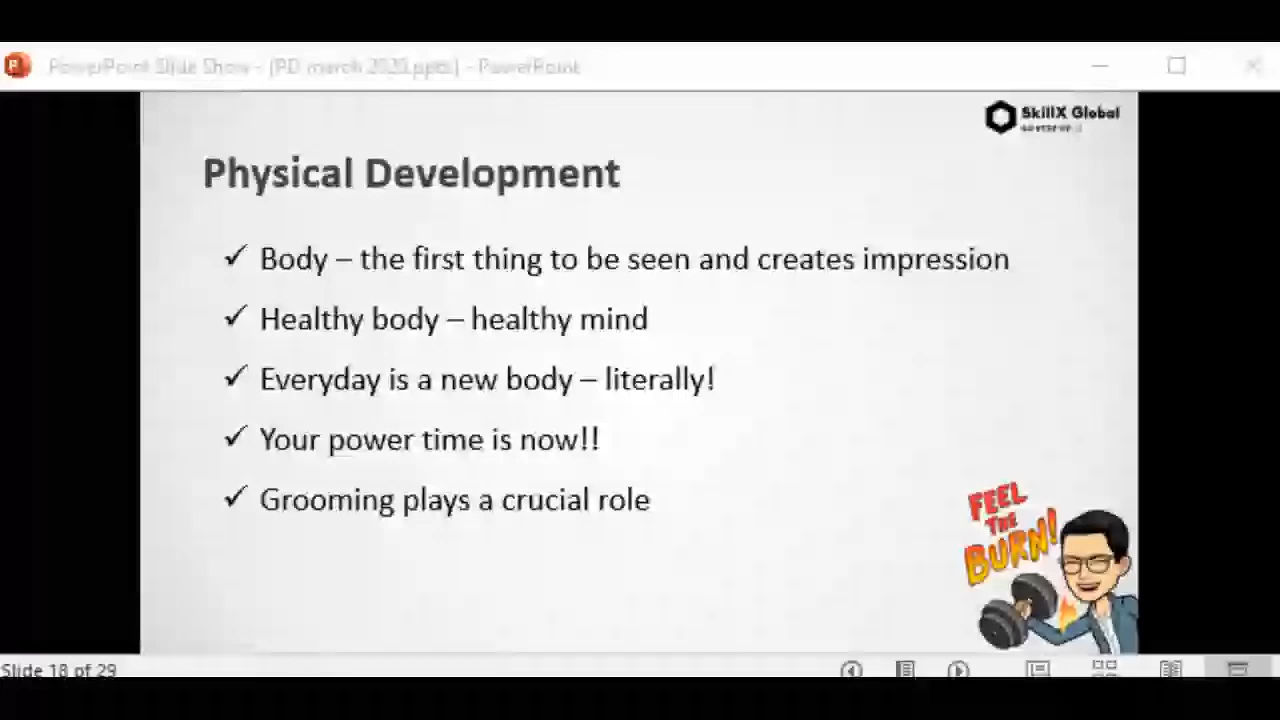 PowerPoint Slide Show - [PD march 2020.pptx] - PowerPoint
SkillX Global
Physical Development
✓ Body – the first thing to be seen and creates impression
✓ Healthy body – healthy mind
✓ Everyday is a new body – literally!
✓ Your power time is now!!
✓ Grooming plays a crucial role
FEEL
THE
BURN!
Slide 18 of 29